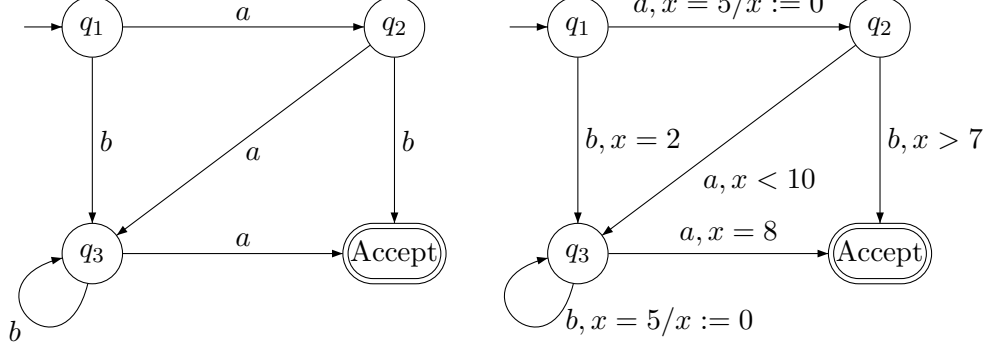 a
a, x = 5/x := 0
q1
q2
q1
q2
b
b
b, x = 2
b, x > 7
a
a, x < 10
a
a, x = 8
q3
Accept
q3
Accept
b
b, x = 5/x := 0